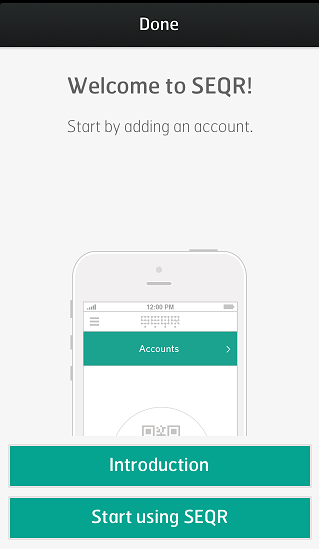 Done
Welcome to SEQR!
Start by adding an account.
12:00 PM
Accounts
Introduction
Start using SEQR